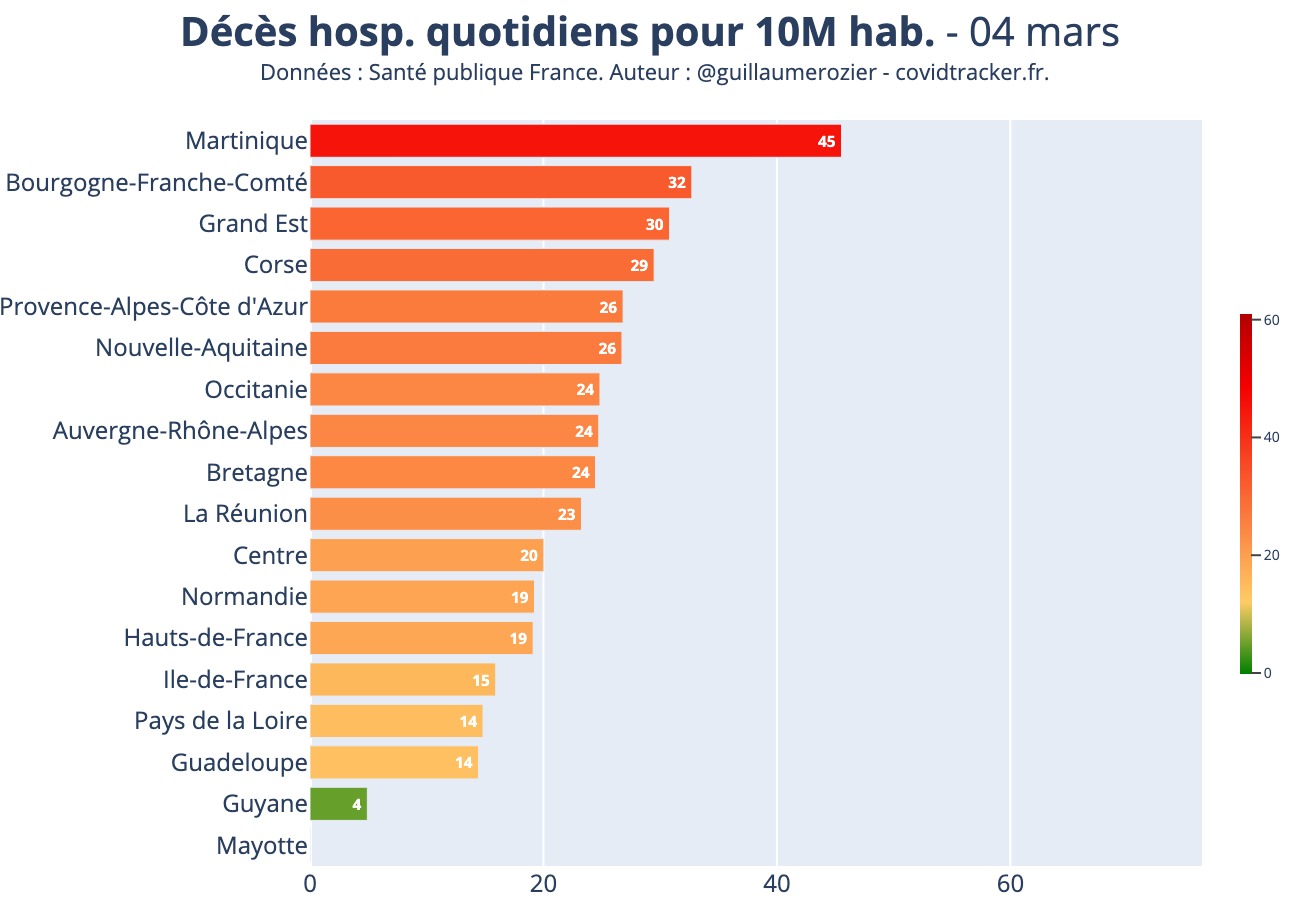 Décès hosp. quotidiens pour 10M hab. - 04 mars
Données : Santé publique France. Auteur : @guillaumerozier - covidtracker.fr.
Martinique 45
Bourgogne-Franche-Comté 32
Grand Est 30
Corse 29
Provence-Alpes-Côte d'Azur 26
Nouvelle-Aquitaine 26
Occitanie 24
Auvergne-Rhône-Alpes 24
Bretagne 24
La Réunion 23
Centre 20
Normandie 19
Hauts-de-France 19
Ile-de-France 15
Pays de la Loire 14
Guadeloupe 14
Guyane 4
Mayotte
0 20 40 60
60
40
20
0